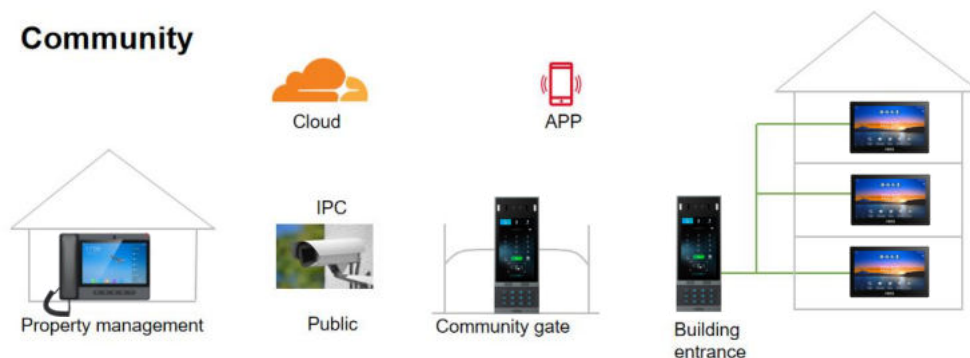 Community
Cloud
APP
IPC
Property management
Public
Community gate
Building
entrance